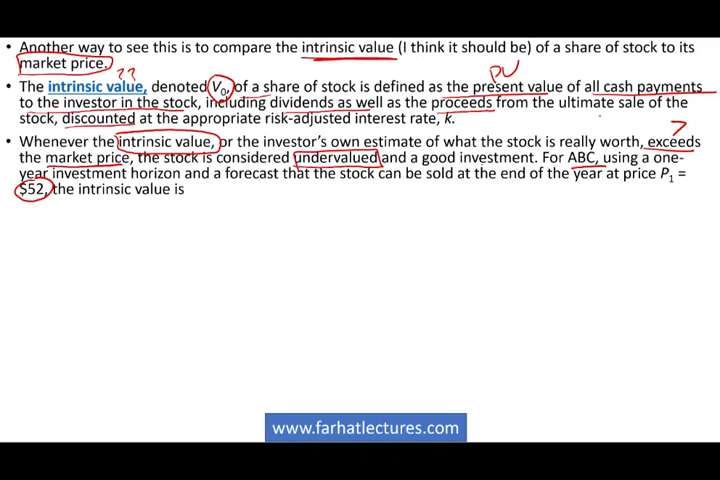 • Another way to see this is to compare the intrinsic value (I think it should be) of a share of stock to its
market price.
??
PV
• The intrinsic value, denoted V0, of a share of stock is defined as the present value of all cash payments
to the investor in the stock, including dividends as well as the proceeds from the ultimate sale of the
stock, discounted at the appropriate risk-adjusted interest rate, k.
>
• Whenever the intrinsic value, or the investor's own estimate of what the stock is really worth, exceeds
the market price, the stock is considered undervalued and a good investment. For ABC, using a one-
year investment horizon and a forecast that the stock can be sold at the end of the year at price P1 =
$52, the intrinsic value is
www.farhatlectures.com